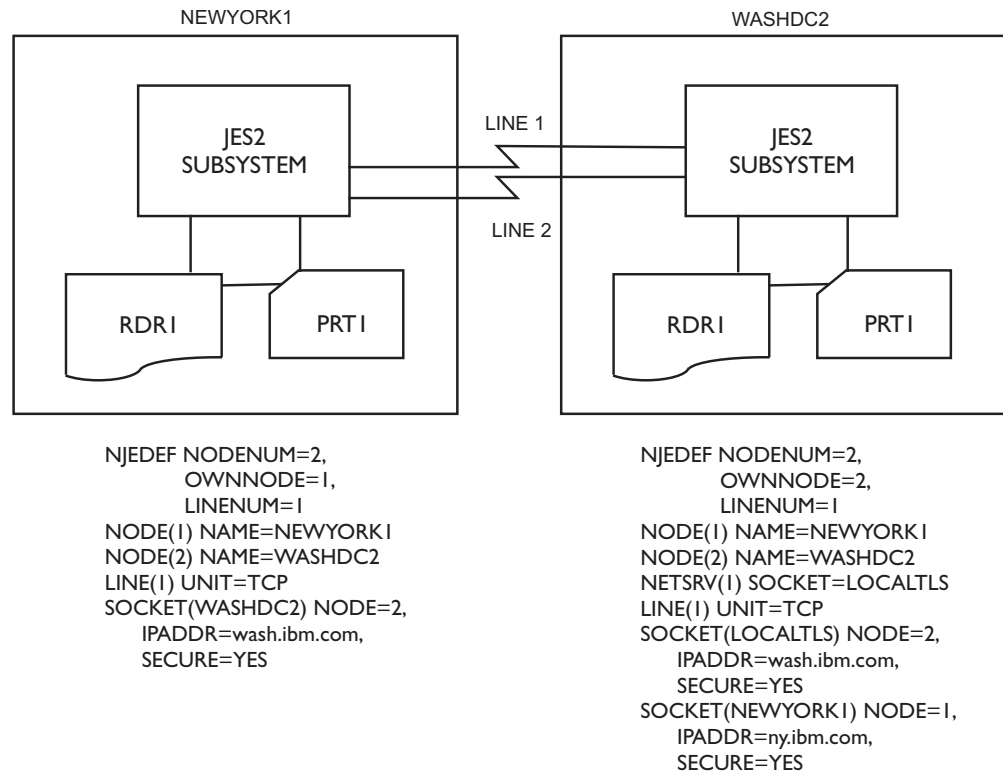 NEWYORK1
WASHDC2
JES2
SUBSYSTEM
LINE 1
LINE 2
JES2
SUBSYSTEM
RDR1
PRT1
RDR1
PRT1
NJEDEF NODENUM=2,
OWNNODE=1,
LINENUM=1
NODE(1) NAME=NEWYORK1
NODE(2) NAME=WASHDC2
LINE(1) UNIT=TCP
SOCKET(WASHDC2) NODE=2,
IPADDR=wash.ibm.com,
SECURE=YES
NJEDEF NODENUM=2,
OWNNODE=2,
LINENUM=1
NODE(1) NAME=NEWYORK1
NODE(2) NAME=WASHDC2
NETSRV(1) SOCKET=LOCALTLS
LINE(1) UNIT=TCP
SOCKET(LOCALTLS) NODE=2,
IPADDR=wash.ibm.com,
SECURE=YES
SOCKET(NEWYORK1) NODE=1,
IPADDR=ny.ibm.com,
SECURE=YES